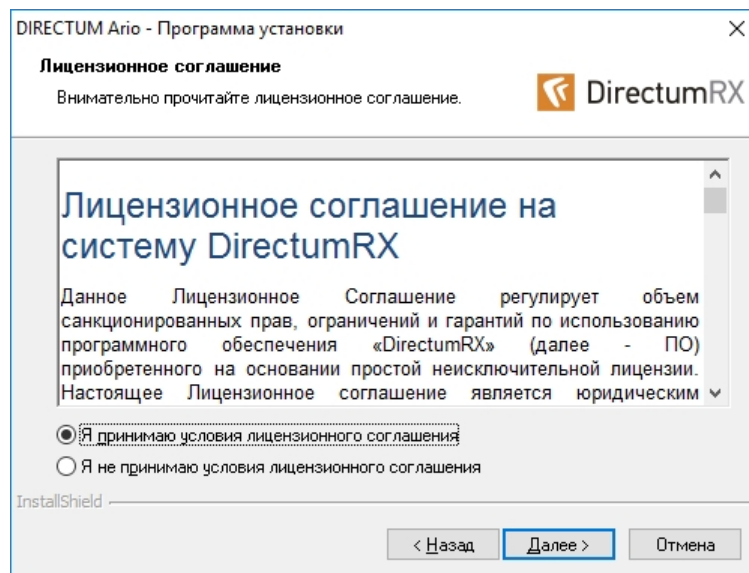 DIRECTUM Ario - Программа установки
Лицензионное соглашение
Внимательно прочитайте лицензионное соглашение.
DirectumRX
Лицензионное соглашение на
систему DirectumRX
Данное Лицензионное Соглашение регулирует объем
санкционированных прав, ограничений и гарантий по использованию
программного обеспечения «DirectumRX» (далее - ПО)
приобретенного на основании простой неисключительной лицензии.
Настоящее Лицензионное соглашение является юридическим
Я принимаю условия лицензионного соглашения
Я не принимаю условия лицензионного соглашения
InstallShield
< Назад
Далее >
Отмена